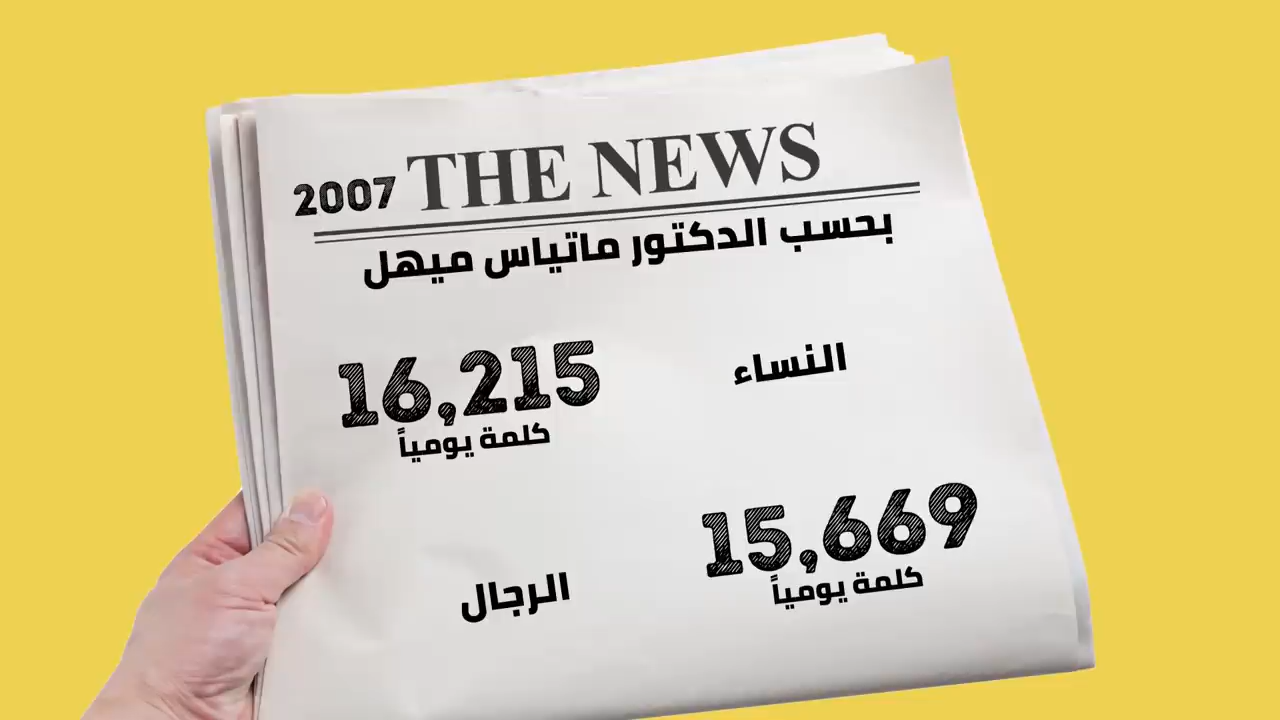 2007 THE NEWS
بحسب الدكتور ماتياس ميهل
النساء
16,215
كلمة يومياً
15,669
كلمة يومياً
الرجال